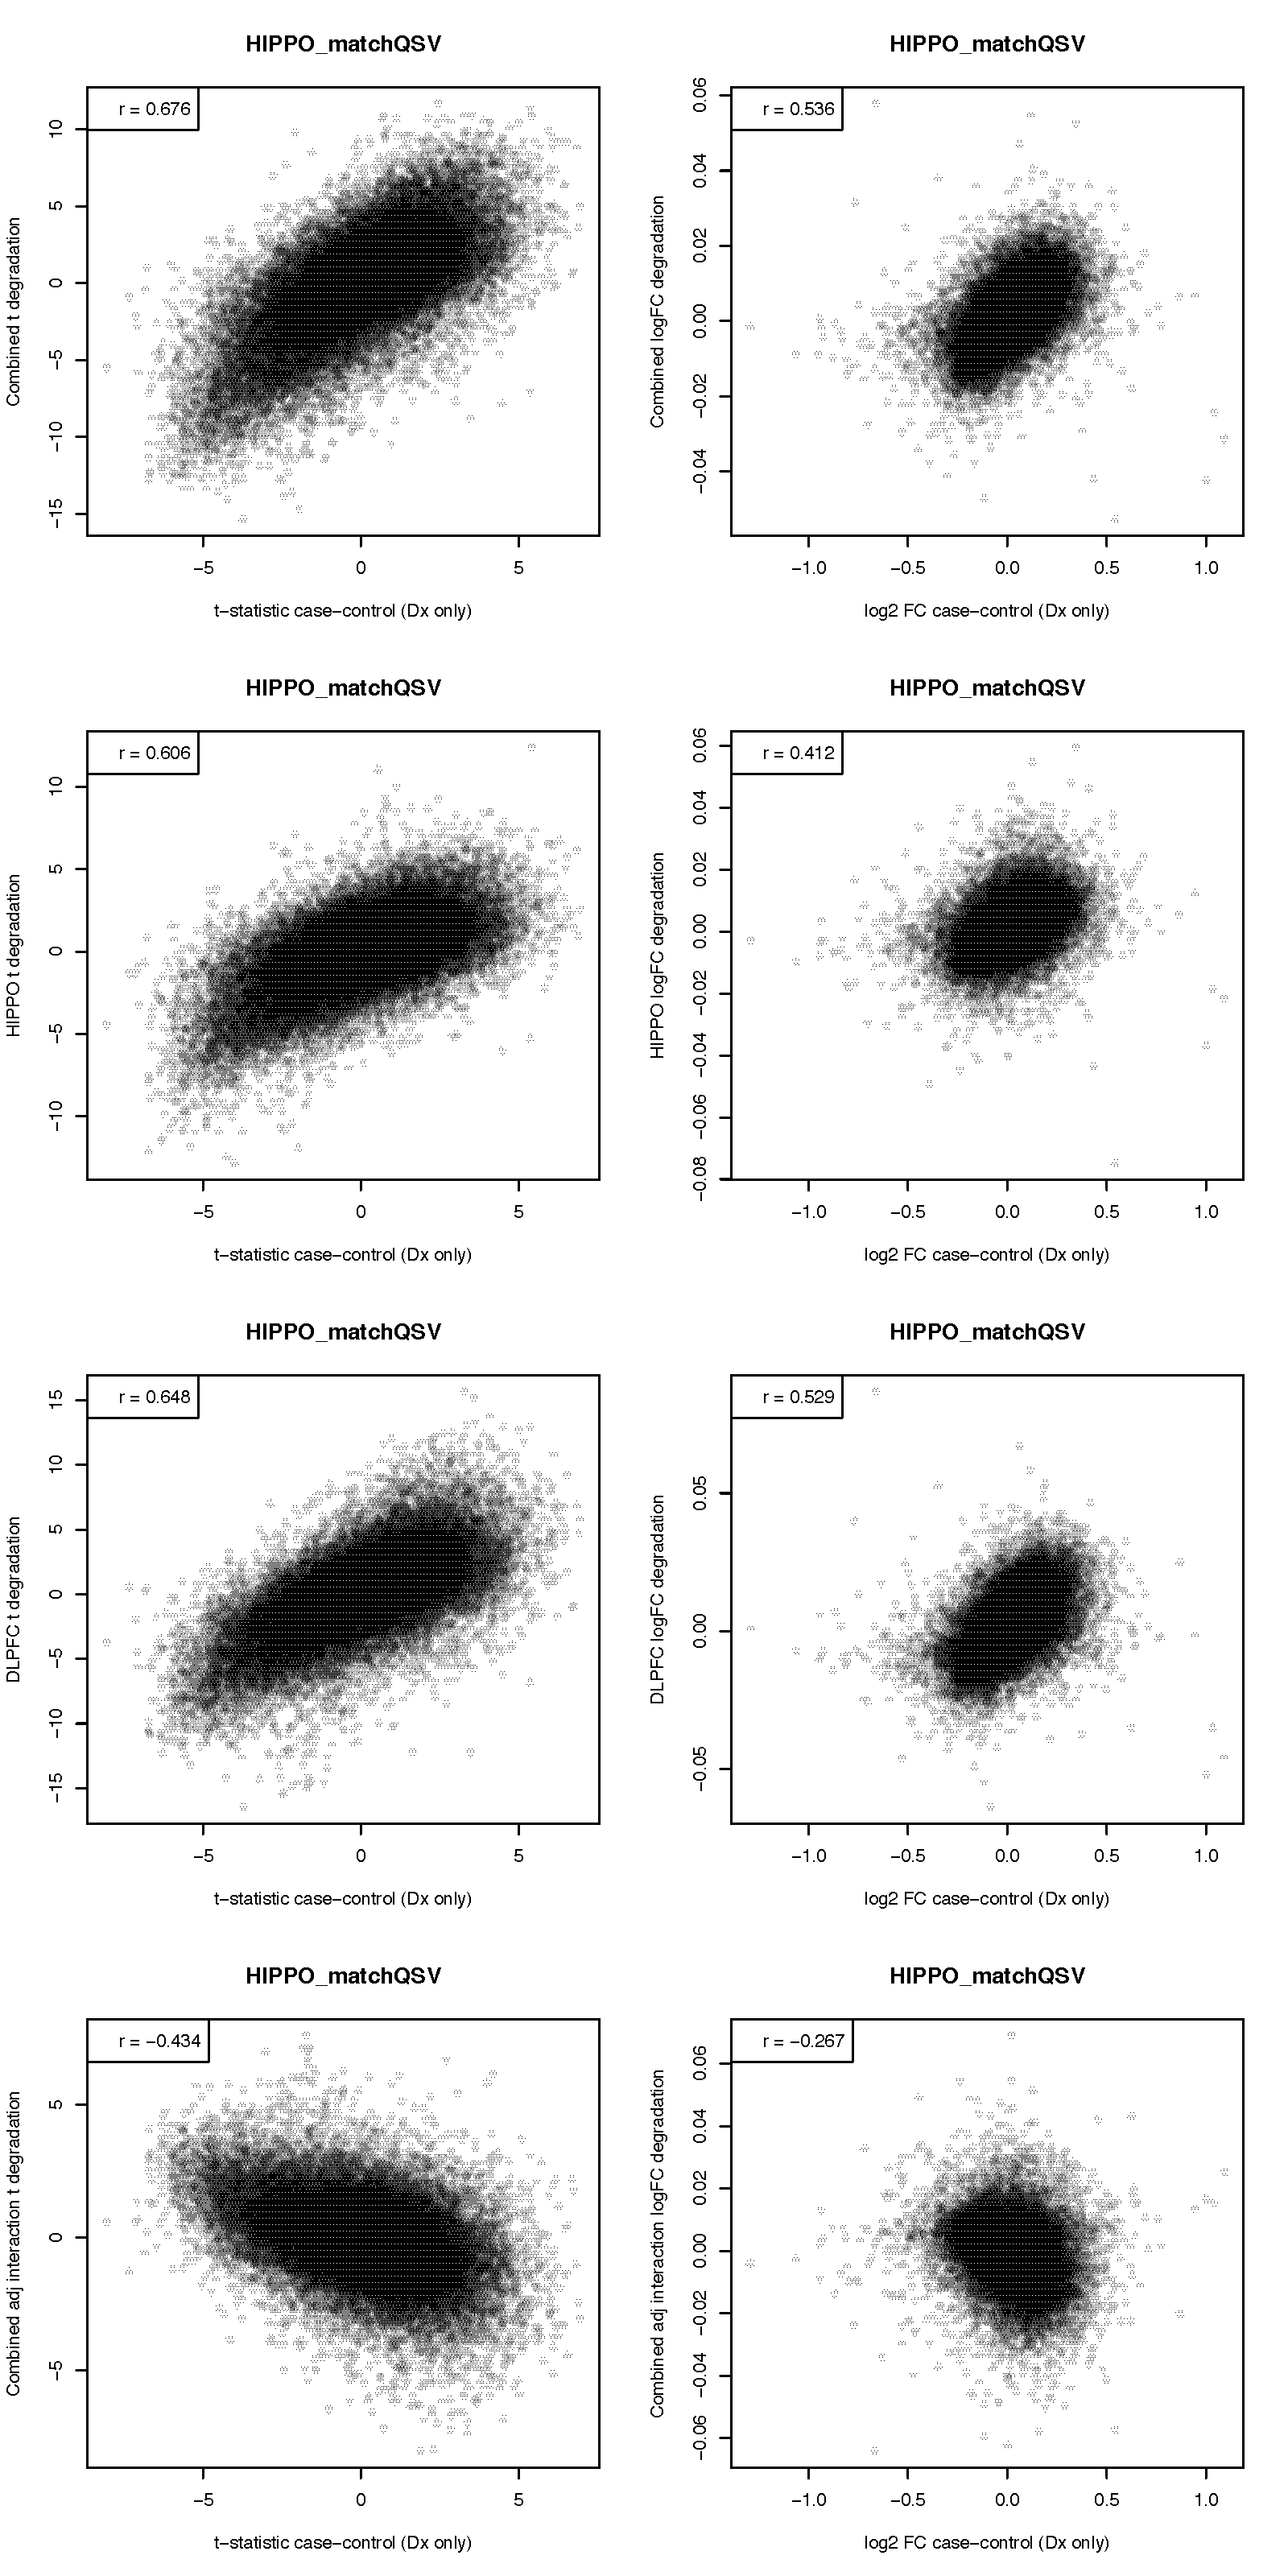 HIPPO_matchQSV
r = 0.676
10
5
0
−5
−10
−15
Combined t degradation
−5 0 5
t−statistic case−control (Dx only)
HIPPO_matchQSV
r = 0.536
0.06
0.04
0.02
0.00
−0.02
−0.04
Combined logFC degradation
−1.0 −0.5 0.0 0.5 1.0
log2 FC case−control (Dx only)
HIPPO_matchQSV
r = 0.606
10
5
0
−5
−10
HIPPO t degradation
−5 0 5
t−statistic case−control (Dx only)
HIPPO_matchQSV
r = 0.412
0.06
0.04
0.02
0.00
−0.02
−0.04
−0.06
−0.08
HIPPO logFC degradation
−1.0 −0.5 0.0 0.5 1.0
log2 FC case−control (Dx only)
HIPPO_matchQSV
r = 0.648
15
10
5
0
−5
−10
−15
DLPFC t degradation
−5 0 5
t−statistic case−control (Dx only)
HIPPO_matchQSV
r = 0.529
0.05
0.00
−0.05
DLPFC logFC degradation
−1.0 −0.5 0.0 0.5 1.0
log2 FC case−control (Dx only)
HIPPO_matchQSV
r = −0.434
5
0
−5
Combined adj interaction t degradation
−5 0 5
t−statistic case−control (Dx only)
HIPPO_matchQSV
r = −0.267
0.06
0.04
0.02
0.00
−0.02
−0.04
−0.06
Combined adj interaction logFC degradation
−1.0 −0.5 0.0 0.5 1.0
log2 FC case−control (Dx only)